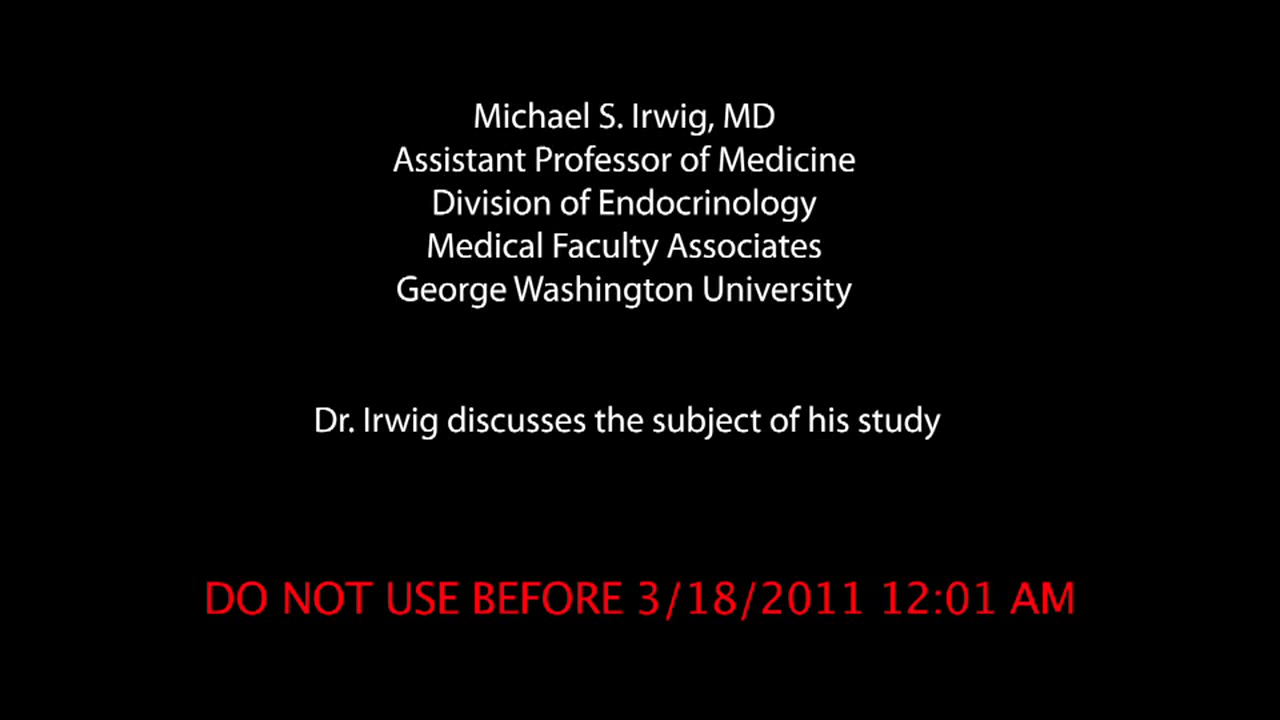 Michael S. Irwig, MD
Assistant Professor of Medicine
Division of Endocrinology
Medical Faculty Associates
George Washington University
Dr. Irwig discusses the subject of his study
DO NOT USE BEFORE 3/18/2011 12:01 AM